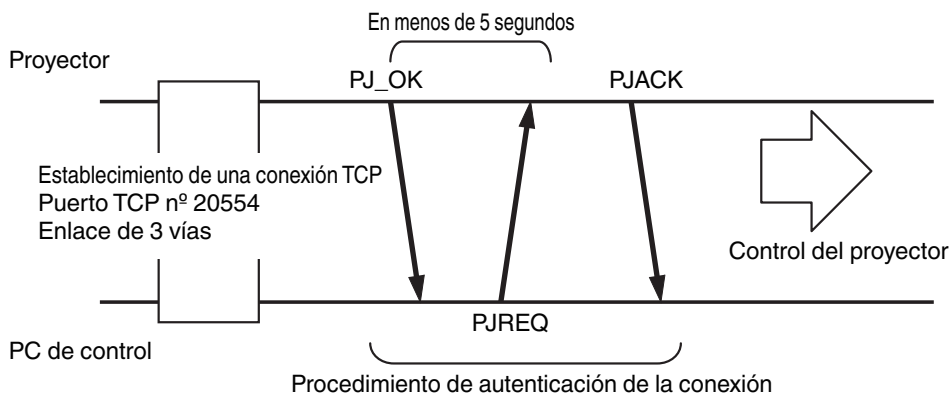 En menos de 5 segundos
Proyector
PJ_OK
PJACK
Establecimiento de una conexión TCP
Puerto TCP nº 20554
Enlace de 3 vías
Control del proyector
PJREQ
PC de control
Procedimiento de autenticación de la conexión